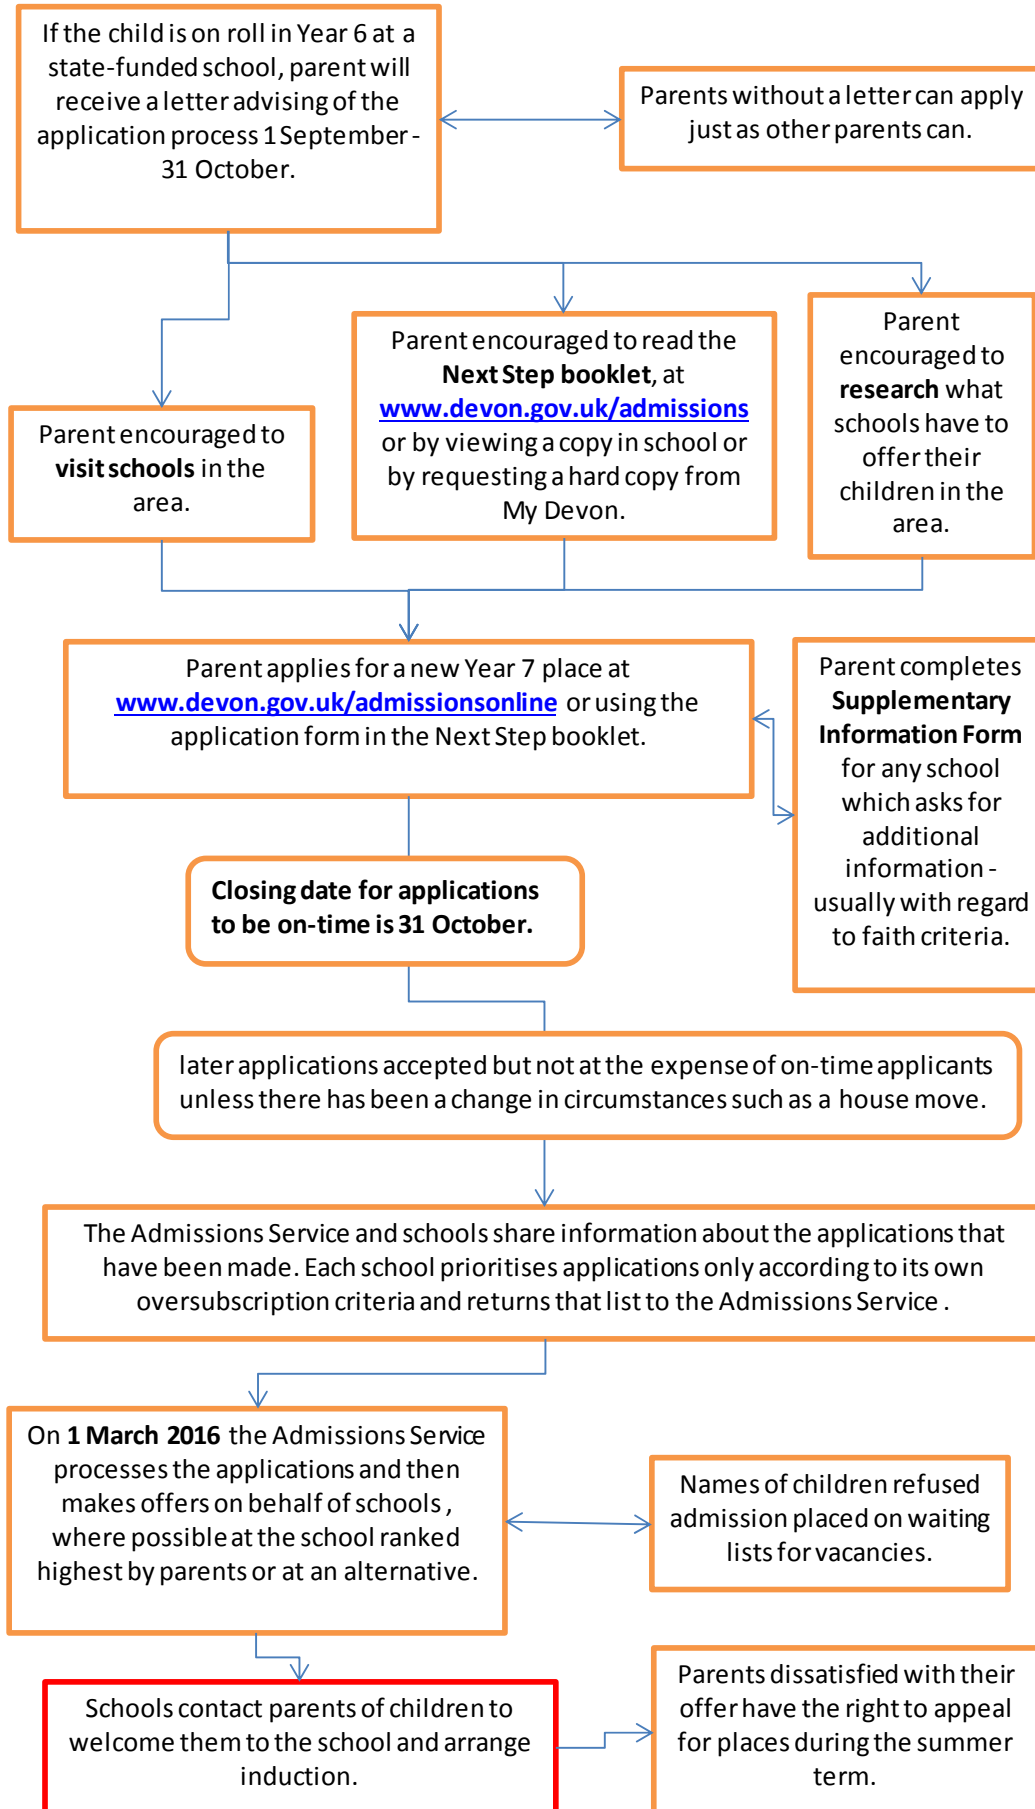 If the child is on roll in Year 6 at a
state-funded school, parent will
receive a letter advising of the
application process 1 September -
31 October.
Parents without a letter can apply
just as other parents can.
Parent encouraged to
visit schools in the
area.
Parent encouraged to read the
Next Step booklet, at
www.devon.gov.uk/admissions
or by viewing a copy in school or
by requesting a hard copy from
My Devon.
Parent
encouraged to
research what
schools have to
offer their
children in the
area.
Parent applies for a new Year 7 place at
www.devon.gov.uk/admissionsonline or using the
application form in the Next Step booklet.
Parent completes
Supplementary
Information Form
for any school
which asks for
additional
information -
usually with regard
to faith criteria.
Closing date for applications
to be on-time is 31 October.
later applications accepted but not at the expense of on-time applicants
unless there has been a change in circumstances such as a house move.
The Admissions Service and schools share information about the applications that
have been made. Each school prioritises applications only according to its own
oversubscription criteria and returns that list to the Admissions Service .
On 1 March 2016 the Admissions Service
processes the applications and then
makes offers on behalf of schools ,
where possible at the school ranked
highest by parents or at an alternative.
Names of children refused
admission placed on waiting
lists for vacancies.
Schools contact parents of children to
welcome them to the school and arrange
induction.
Parents dissatisfied with their
offer have the right to appeal
for places during the summer
term.